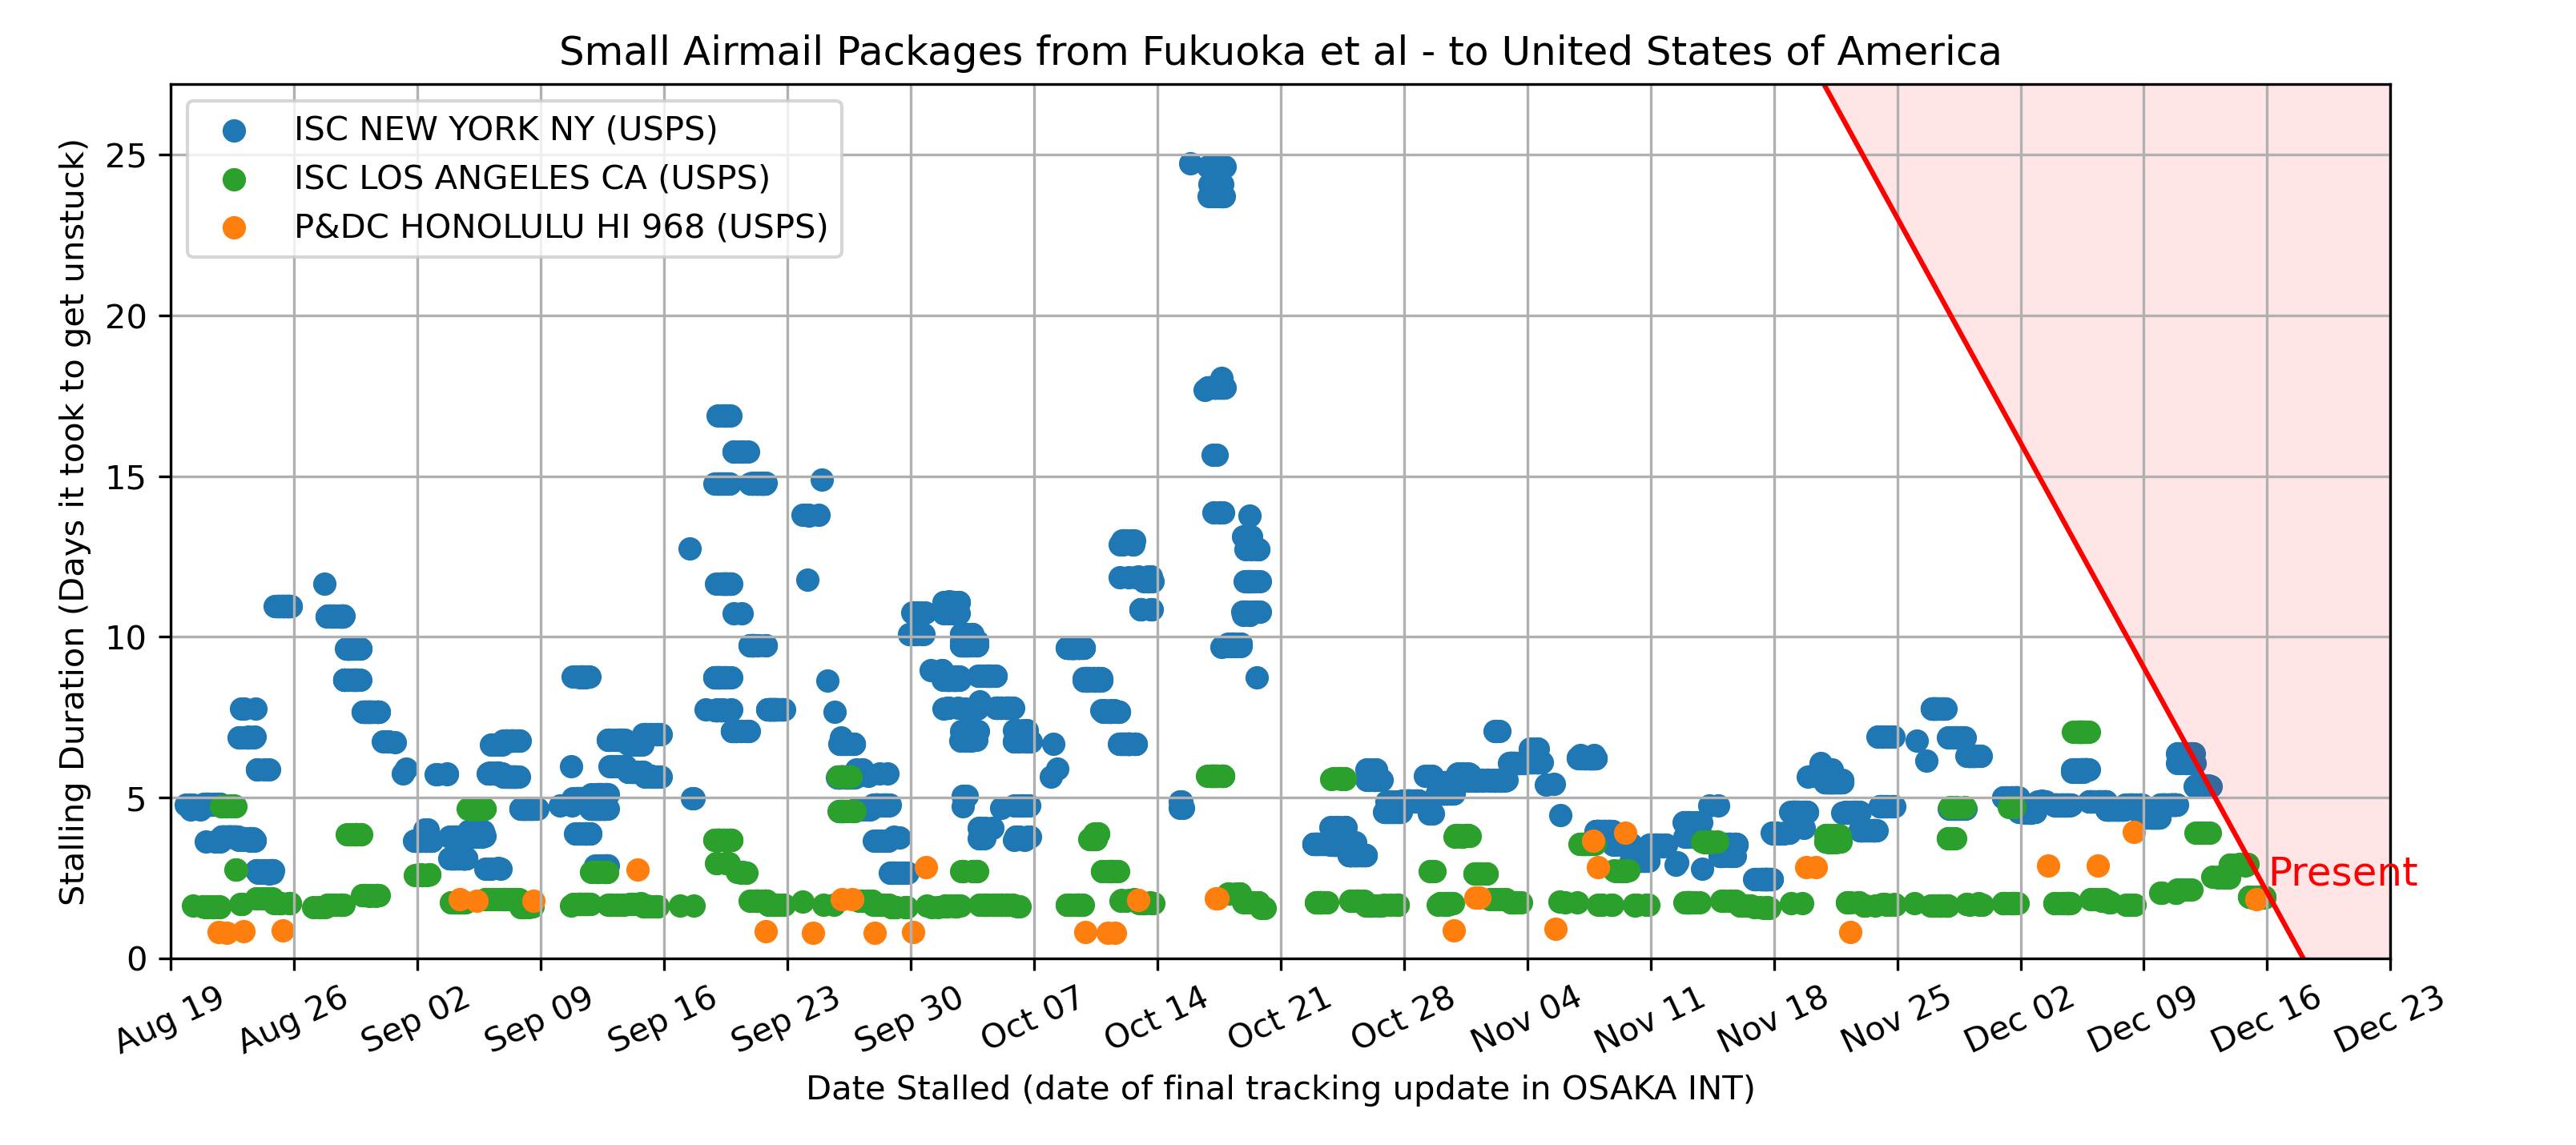 Small Airmail Packages from Fukuoka et al - to United States of America
ISC NEW YORK NY (USPS)
ISC LOS ANGELES CA (USPS)
P&DC HONOLULU HI 968 (USPS)
Stalling Duration (Days it took to get unstuck)
25
20
15
10
5
0
Present
Aug 19
Aug 26
Sep 02
Sep 09
Sep 16
Sep 23
Sep 30
Oct 07
Oct 14
Oct 21
Oct 28
Nov 04
Nov 11
Nov 18
Nov 25
Dec 02
Dec 09
Dec 16
Dec 23
Date Stalled (date of final tracking update in OSAKA INT)